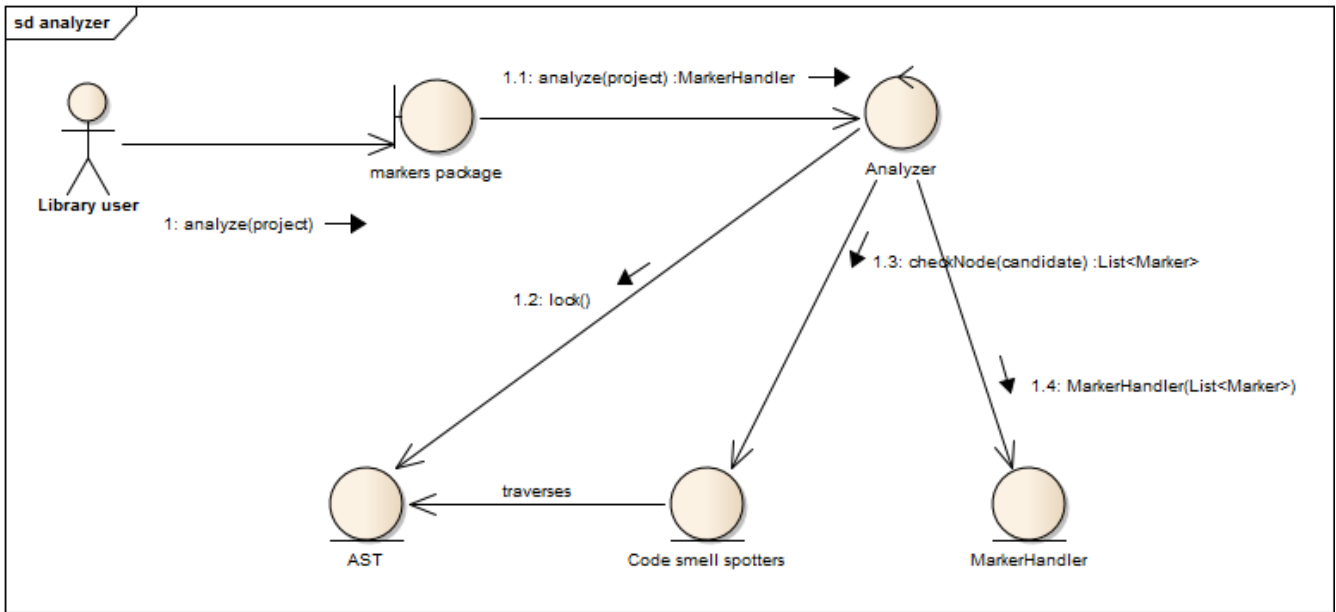 sd analyzer
1.1: analyze(project) :MarkerHandler
markers package
Analyzer
Library user
1: analyze(project)
1.3: checkNode(candidate) :List<Marker>
1.2: lock()
1.4: MarkerHandler(List<Marker>)
traverses
AST
Code smell spotters
MarkerHandler